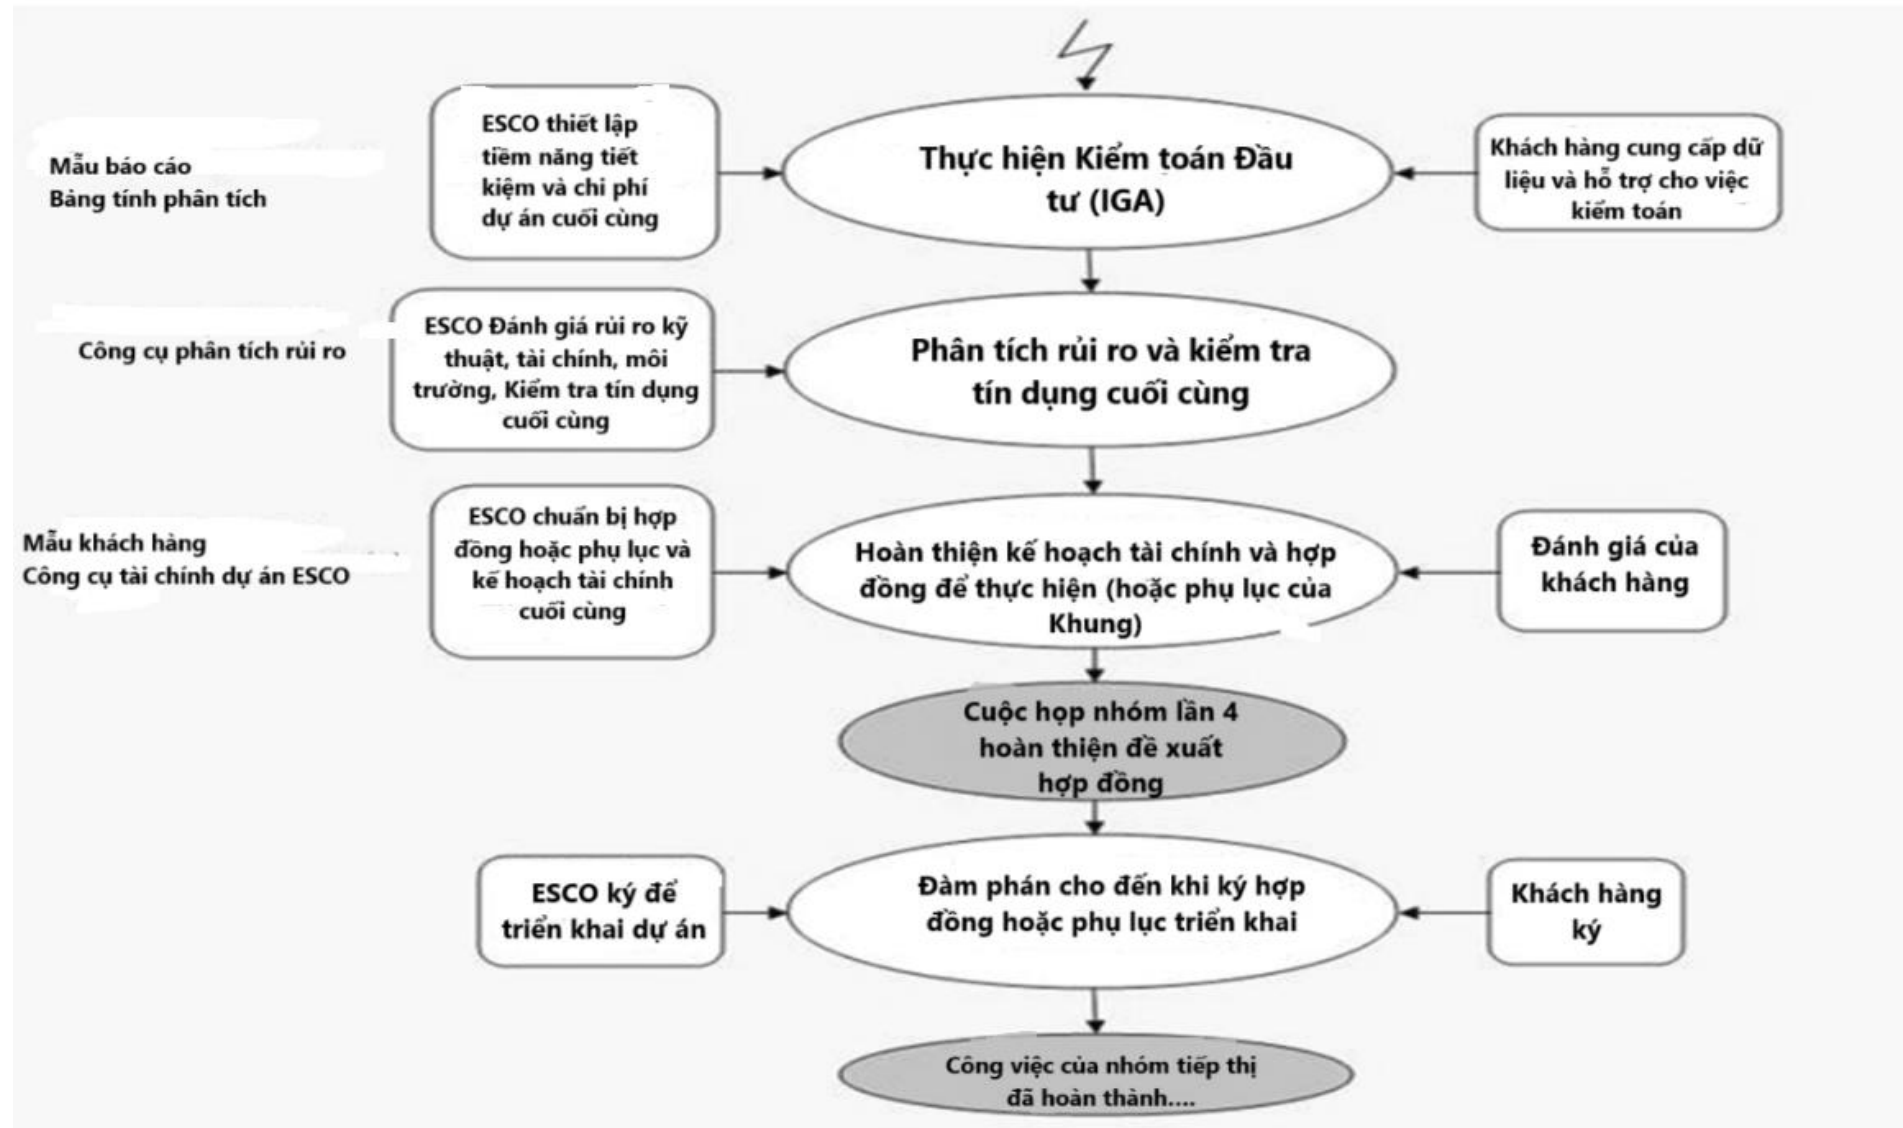 Mẫu báo cáo
Bảng tính phân tích
ESCO thiết lập
tiềm năng tiết
kiệm và chi phí
dự án cuối cùng
Thực hiện Kiểm toán Đầu
tư (IGA)
Khách hàng cung cấp dữ
liệu và hỗ trợ cho việc
kiểm toán
Công cụ phân tích rủi ro
ESCO Đánh giá rủi ro kỹ
thuật, tài chính, môi
trường, Kiểm tra tín dụng
cuối cùng
Phân tích rủi ro và kiểm tra
tín dụng cuối cùng
Mẫu khách hàng
Công cụ tài chính dự án ESCO
ESCO chuẩn bị hợp
đồng hoặc phụ lục và
kế hoạch tài chính
cuối cùng
Hoàn thiện kế hoạch tài chính và hợp
đồng để thực hiện (hoặc phụ lục của
Khung)
Đánh giá của
khách hàng
Cuộc họp nhóm lần 4
hoàn thiện đề xuất
hợp đồng
ESCO ký để
triển khai dự án
Đàm phán cho đến khi ký hợp
đồng hoặc phụ lục triển khai
Khách hàng
ký
Công việc của nhóm tiếp thị
đã hoàn thành....